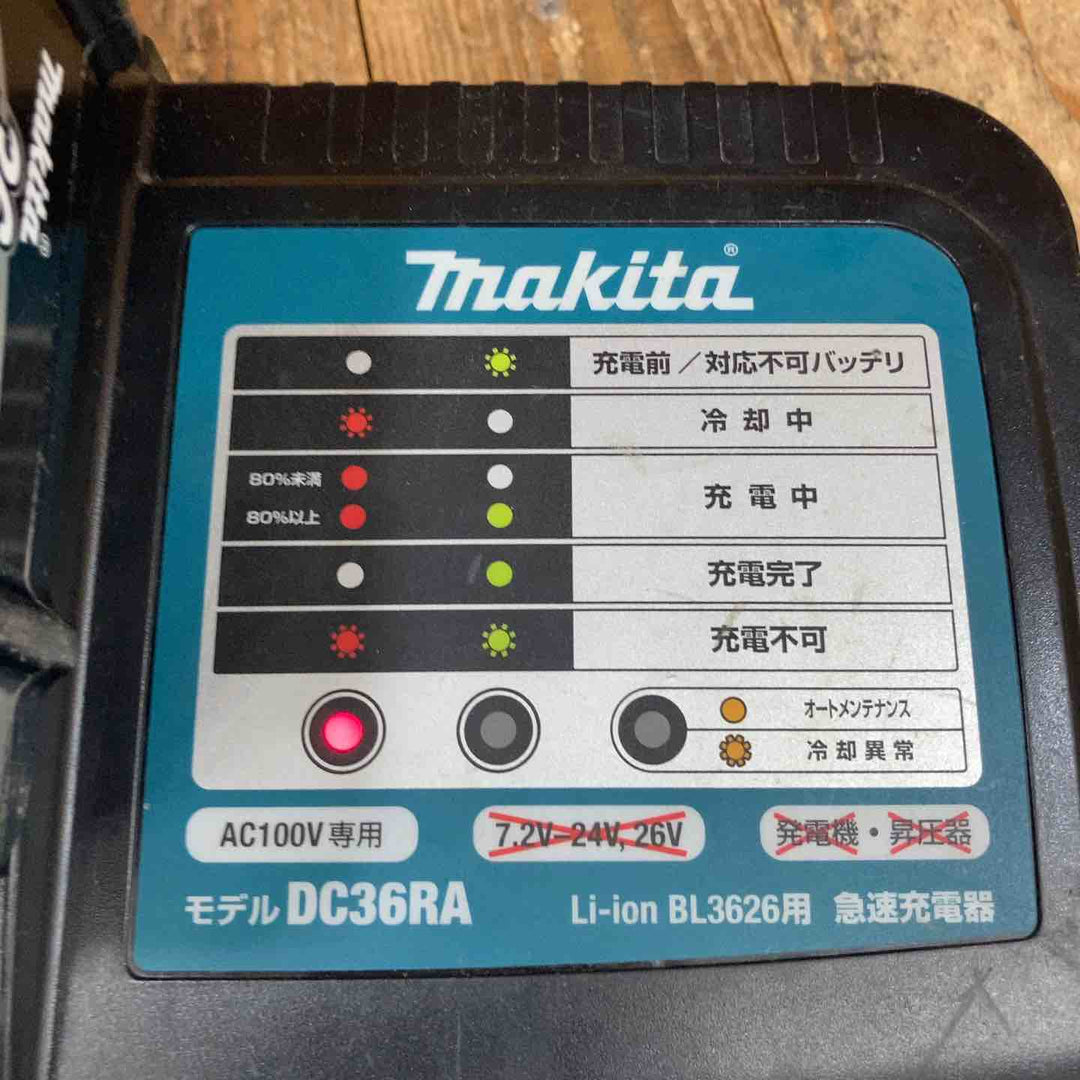 makita®
makita®
充電前／対応不可バッテリ
冷却中
80%未満
80%以上
充電中
充電完了
充電不可
オートメンテナンス
冷却異常
AC100V専用
7.2V–24V, 26V
発電機・昇圧器
モデル DC36RA
Li-ion BL3626用 急速充電器